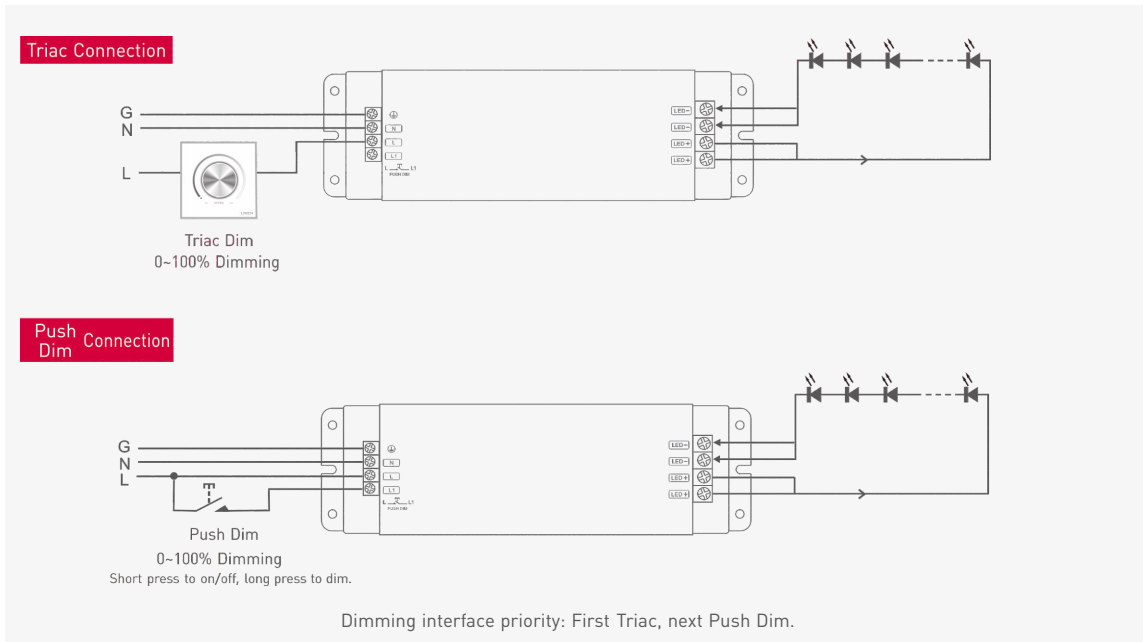 Triac Connection
G
N
L
N
L
L1
L L1
PUSH DIM
LED-
LED-
LED+
LED+
Triac Dim
0~100% Dimming
Push Dim Connection
G
N
L
N
L
L1
L L1
PUSH DIM
LED-
LED-
LED+
LED+
Push Dim
0~100% Dimming
Short press to on/off, long press to dim.
Dimming interface priority: First Triac, next Push Dim.